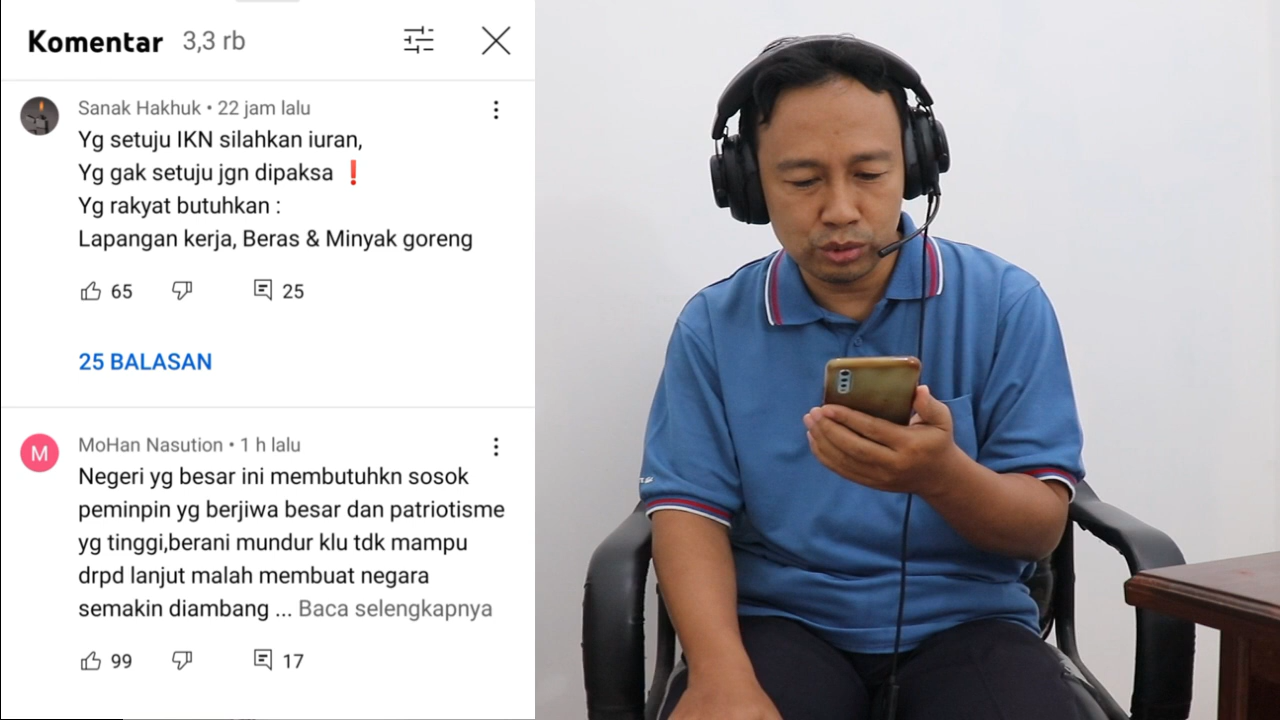 Komentar 3,3 rb
Sanak Hakhuk • 22 jam lalu
Yg setuju IKN silahkan iuran,
Yg gak setuju jgn dipaksa ❗
Yg rakyat butuhkan :
Lapangan kerja, Beras & Minyak goreng
65 25
25 BALASAN
M
MoHan Nasution • 1 h lalu
Negeri yg besar ini membutuhkn sosok
peminpin yg berjiwa besar dan patriotisme
yg tinggi,berani mundur klu tdk mampu
drpd lanjut malah membuat negara
semakin diambang ... Baca selengkapnya
99 17